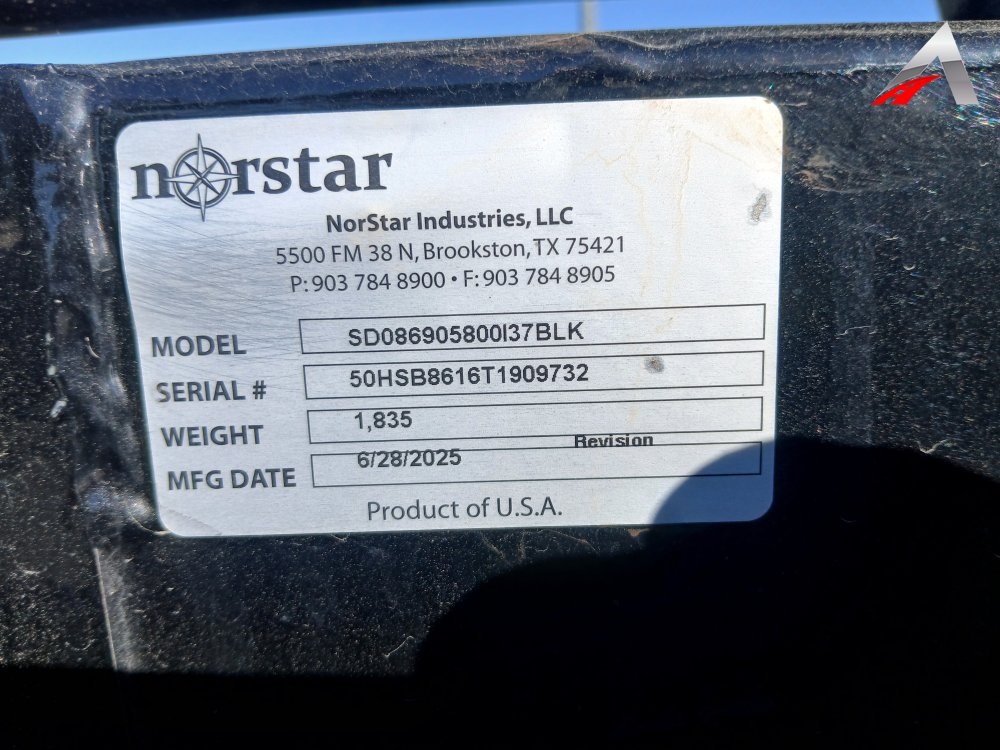 norstar
NorStar Industries, LLC
5500 FM 38 N, Brookston, TX 75421
P: 903 784 8900 • F: 903 784 8905
MODEL SD086905800I37BLK
SERIAL # 50HSB8616T1909732
WEIGHT 1,835
Revision
MFG DATE 6/28/2025
Product of U.S.A.